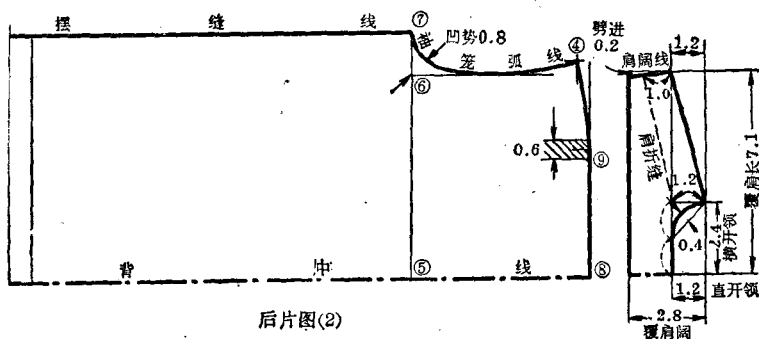 摆 缝 线
⑦
袖 笼 弧 线
凹势0.8
④
⑥
0.6
⑨
背 中 线
⑤
⑧
后片图(2)
劈进
0.2
1.2
肩阔线
1.0
肩折缝
覆肩长7.1
1.2
0.4
2.4
横开领
1.2
直开领
2.8
覆肩阔